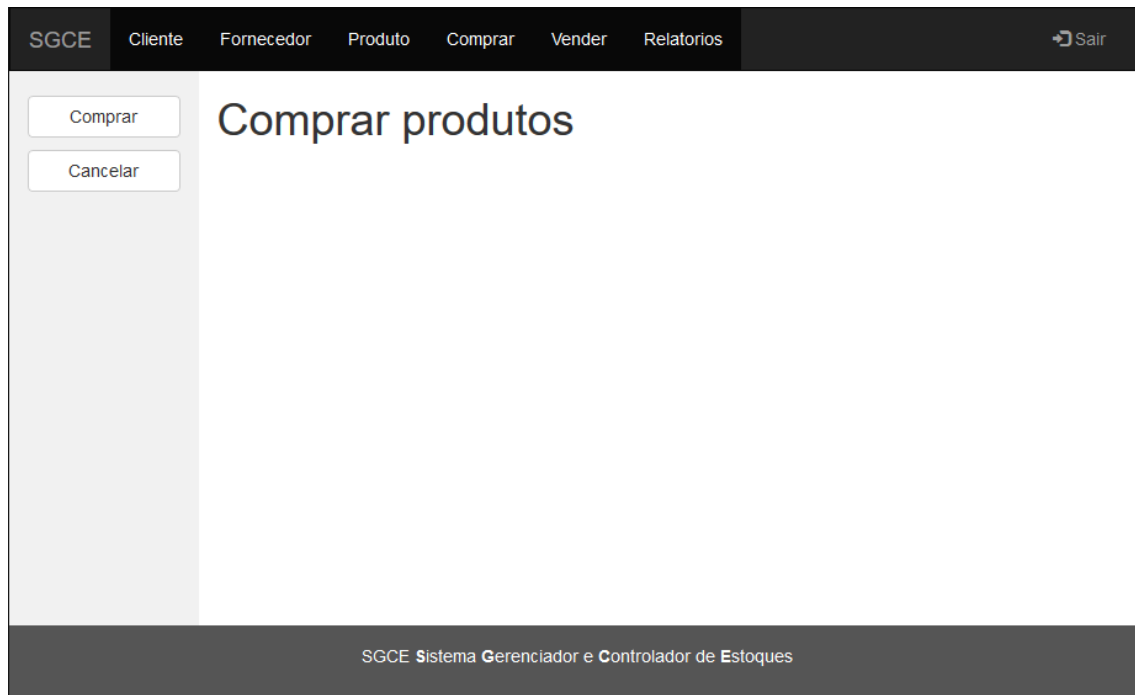 SGCE Cliente Fornecedor Produto Comprar Vender Relatorios Sair
Comprar
Cancelar
Comprar produtos
SGCE Sistema Gerenciador e Controlador de Estoques